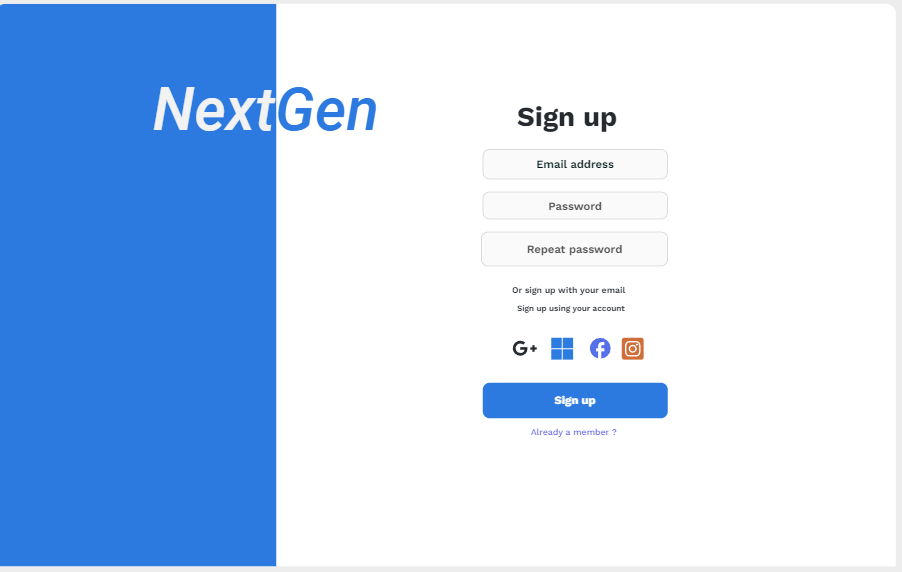 NextGen
Sign up
Email address
Password
Repeat password
Or sign up with your email
Sign up using your account
G+
Sign up
Already a member ?